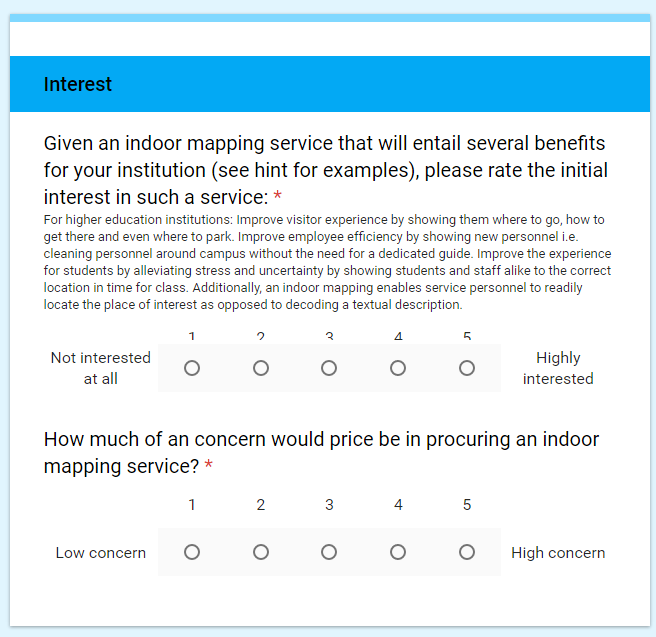 Interest
Given an indoor mapping service that will entail several benefits
for your institution (see hint for examples), please rate the initial
interest in such a service: *
For higher education institutions: Improve visitor experience by showing them where to go, how to
get there and even where to park. Improve employee efficiency by showing new personnel i.e.
cleaning personnel around campus without the need for a dedicated guide. Improve the experience
for students by alleviating stress and uncertainty by showing students and staff alike to the correct
location in time for class. Additionally, an indoor mapping enables service personnel to readily
locate the place of interest as opposed to decoding a textual description.
1 2 3 4 5
Not interested
at all
Highly
interested
How much of an concern would price be in procuring an indoor
mapping service? *
1 2 3 4 5
Low concern High concern